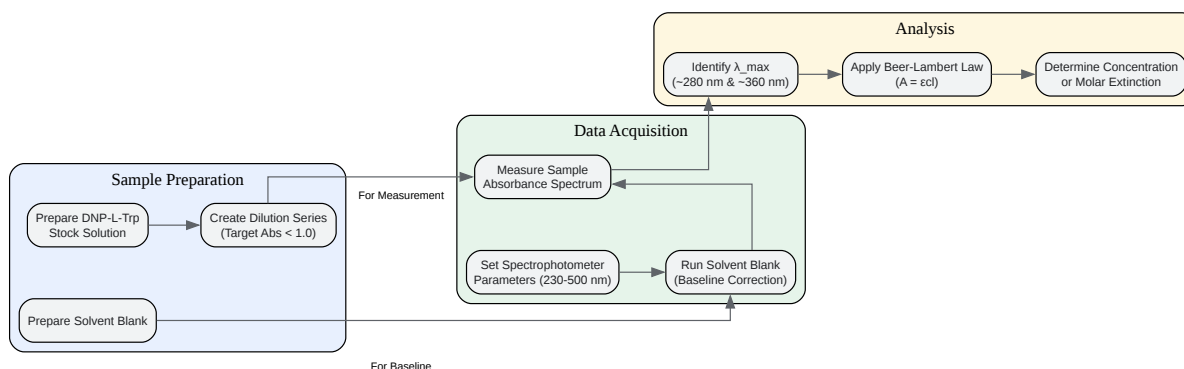 Analysis
Identify λ_max
(~280 nm & ~360 nm)
Apply Beer-Lambert Law
(A = εcl)
Determine Concentration
or Molar Extinction
Data Acquisition
Measure Sample
Absorbance Spectrum
Set Spectrophotometer
Parameters (230-500 nm)
Run Solvent Blank
(Baseline Correction)
Sample Preparation
Prepare DNP-L-Trp
Stock Solution
Create Dilution Series
(Target Abs < 1.0)
For Measurement
Prepare Solvent Blank
For Baseline